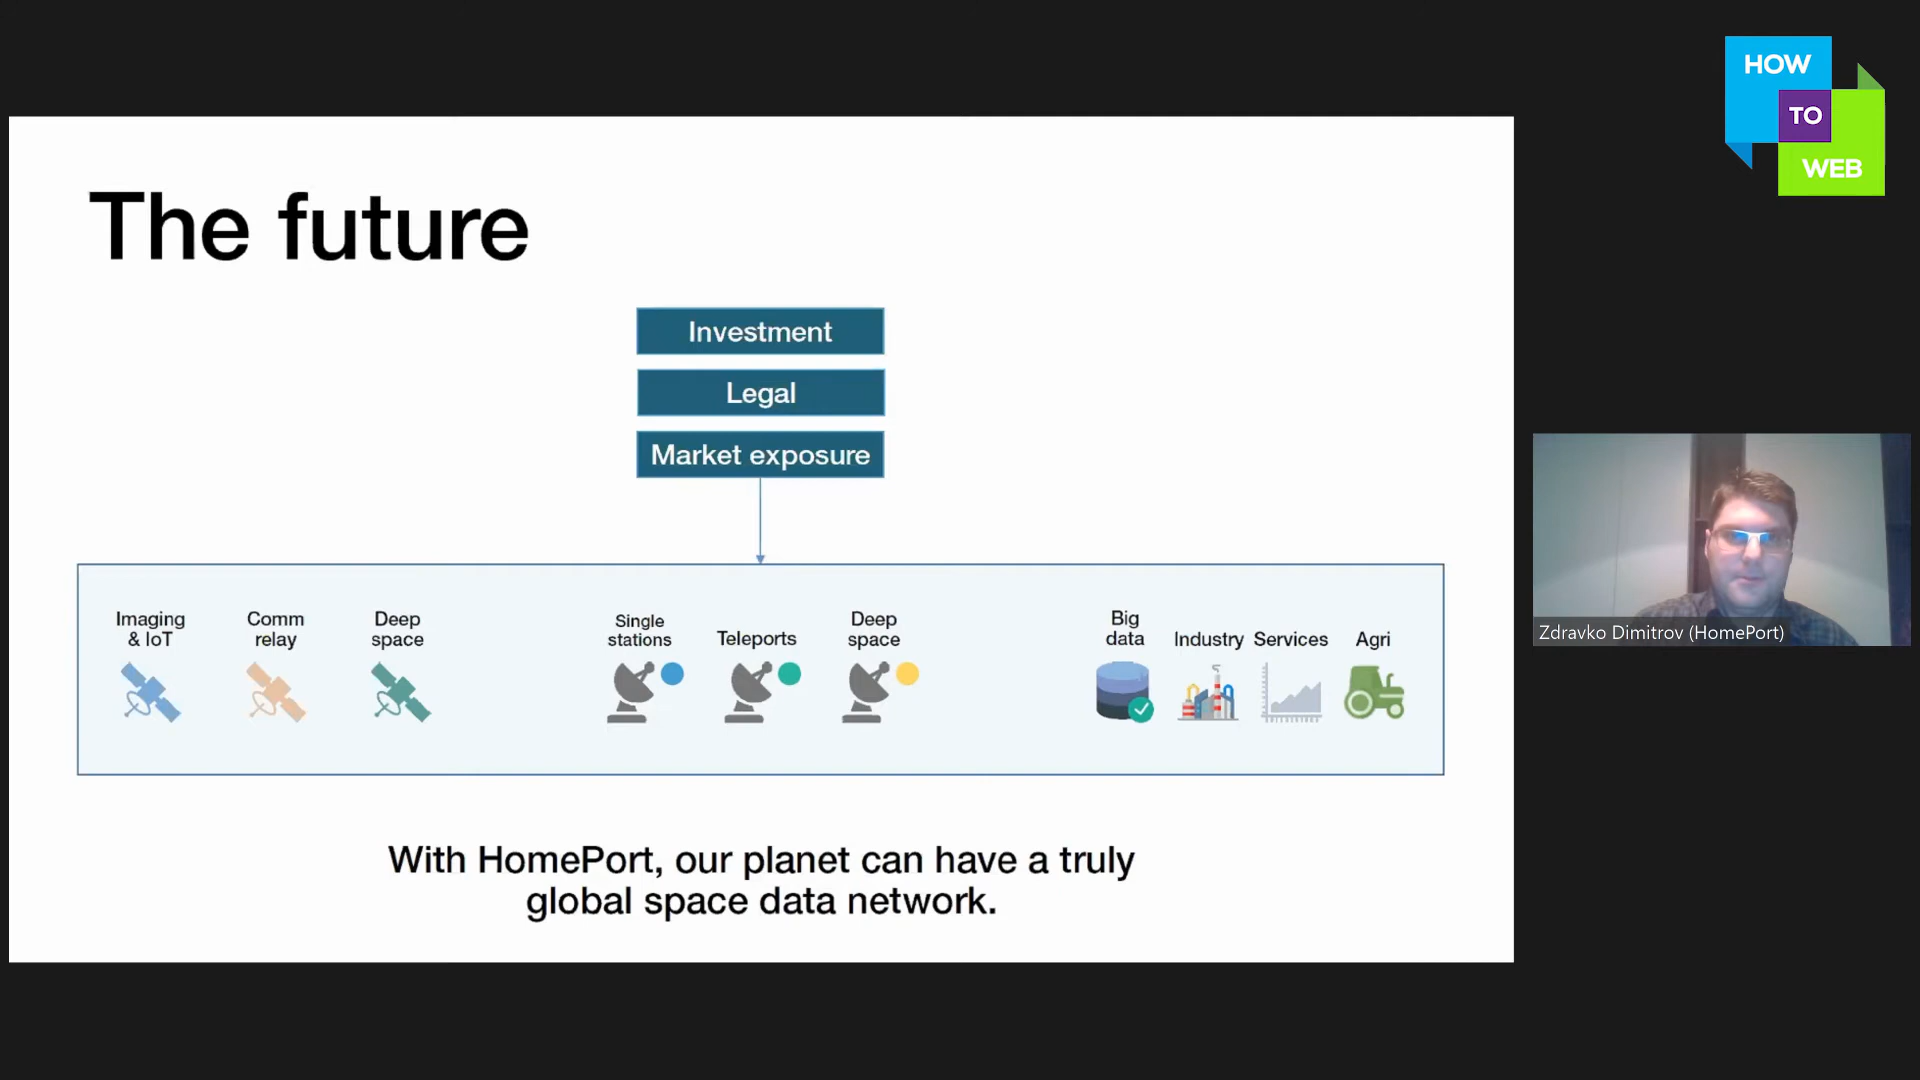 HOW
TO
WEB
The future
Investment
Legal
Market exposure
Imaging
& IoT
Comm
relay
Deep
space
Single
stations
Teleports
Deep
space
Big
data
Industry
Services
Agri
With HomePort, our planet can have a truly
global space data network.
Zdravko Dimitrov (HomePort)